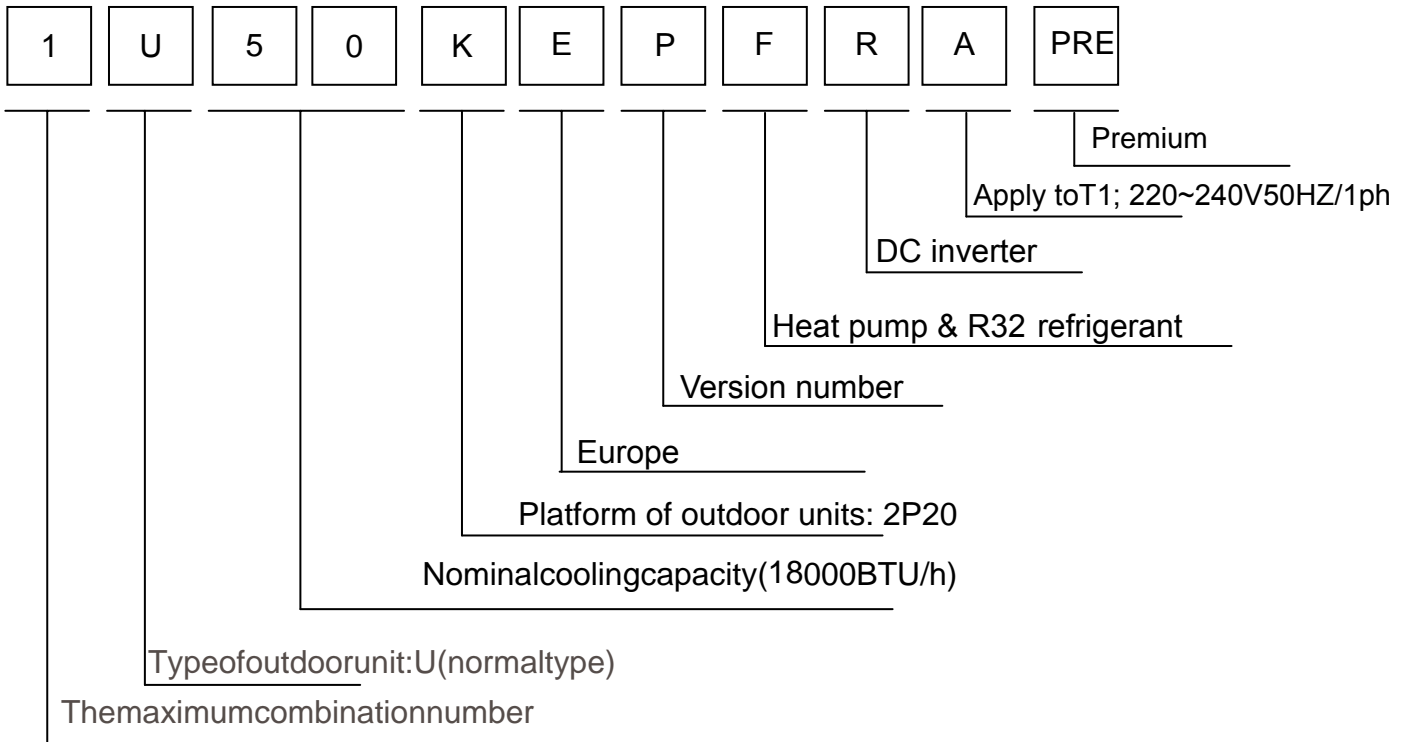 1 U 5 0 K E P F R A PRE
Premium
Apply toT1; 220~240V50HZ/1ph
DC inverter
Heat pump & R32 refrigerant
Version number
Europe
Platform of outdoor units: 2P20
Nominalcoolingcapacity(18000BTU/h)
Typeofoutdoorunit:U(normaltype)
Themaximumcombinationnumber